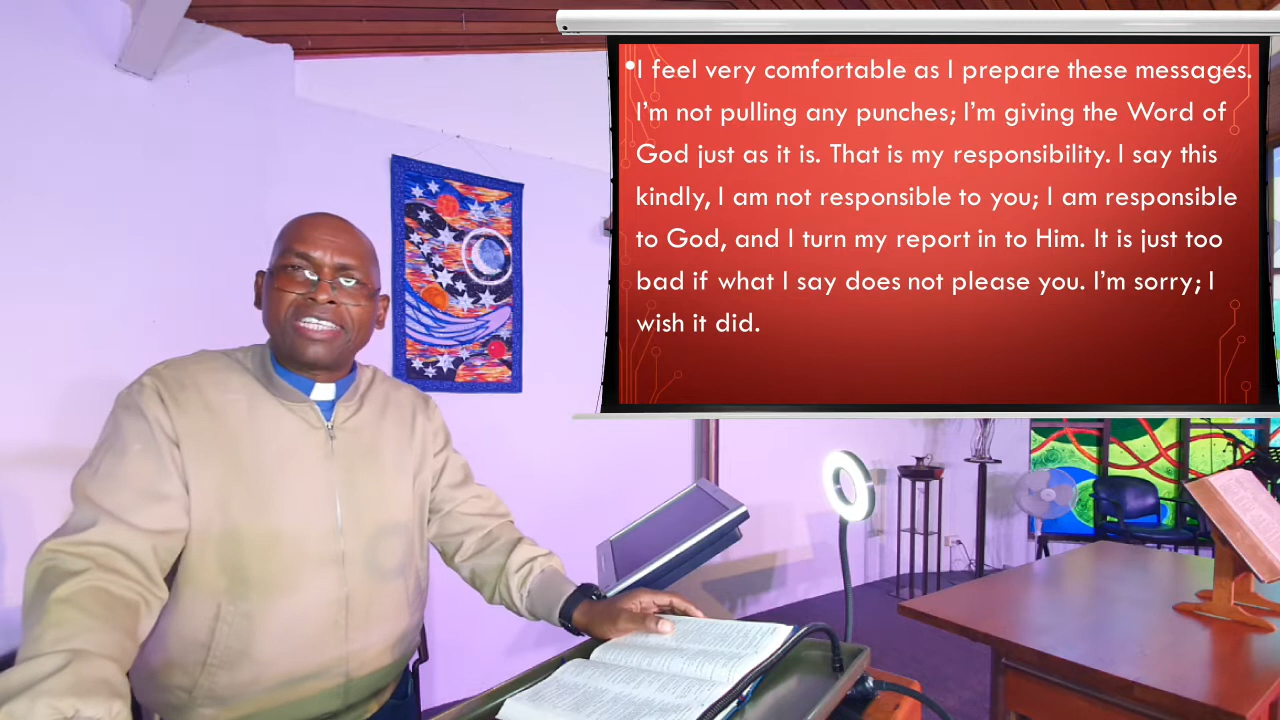 •I feel very comfortable as I prepare these messages.
I’m not pulling any punches; I’m giving the Word of
God just as it is. That is my responsibility. I say this
kindly, I am not responsible to you; I am responsible
to God, and I turn my report in to Him. It is just too
bad if what I say does not please you. I’m sorry; I
wish it did.